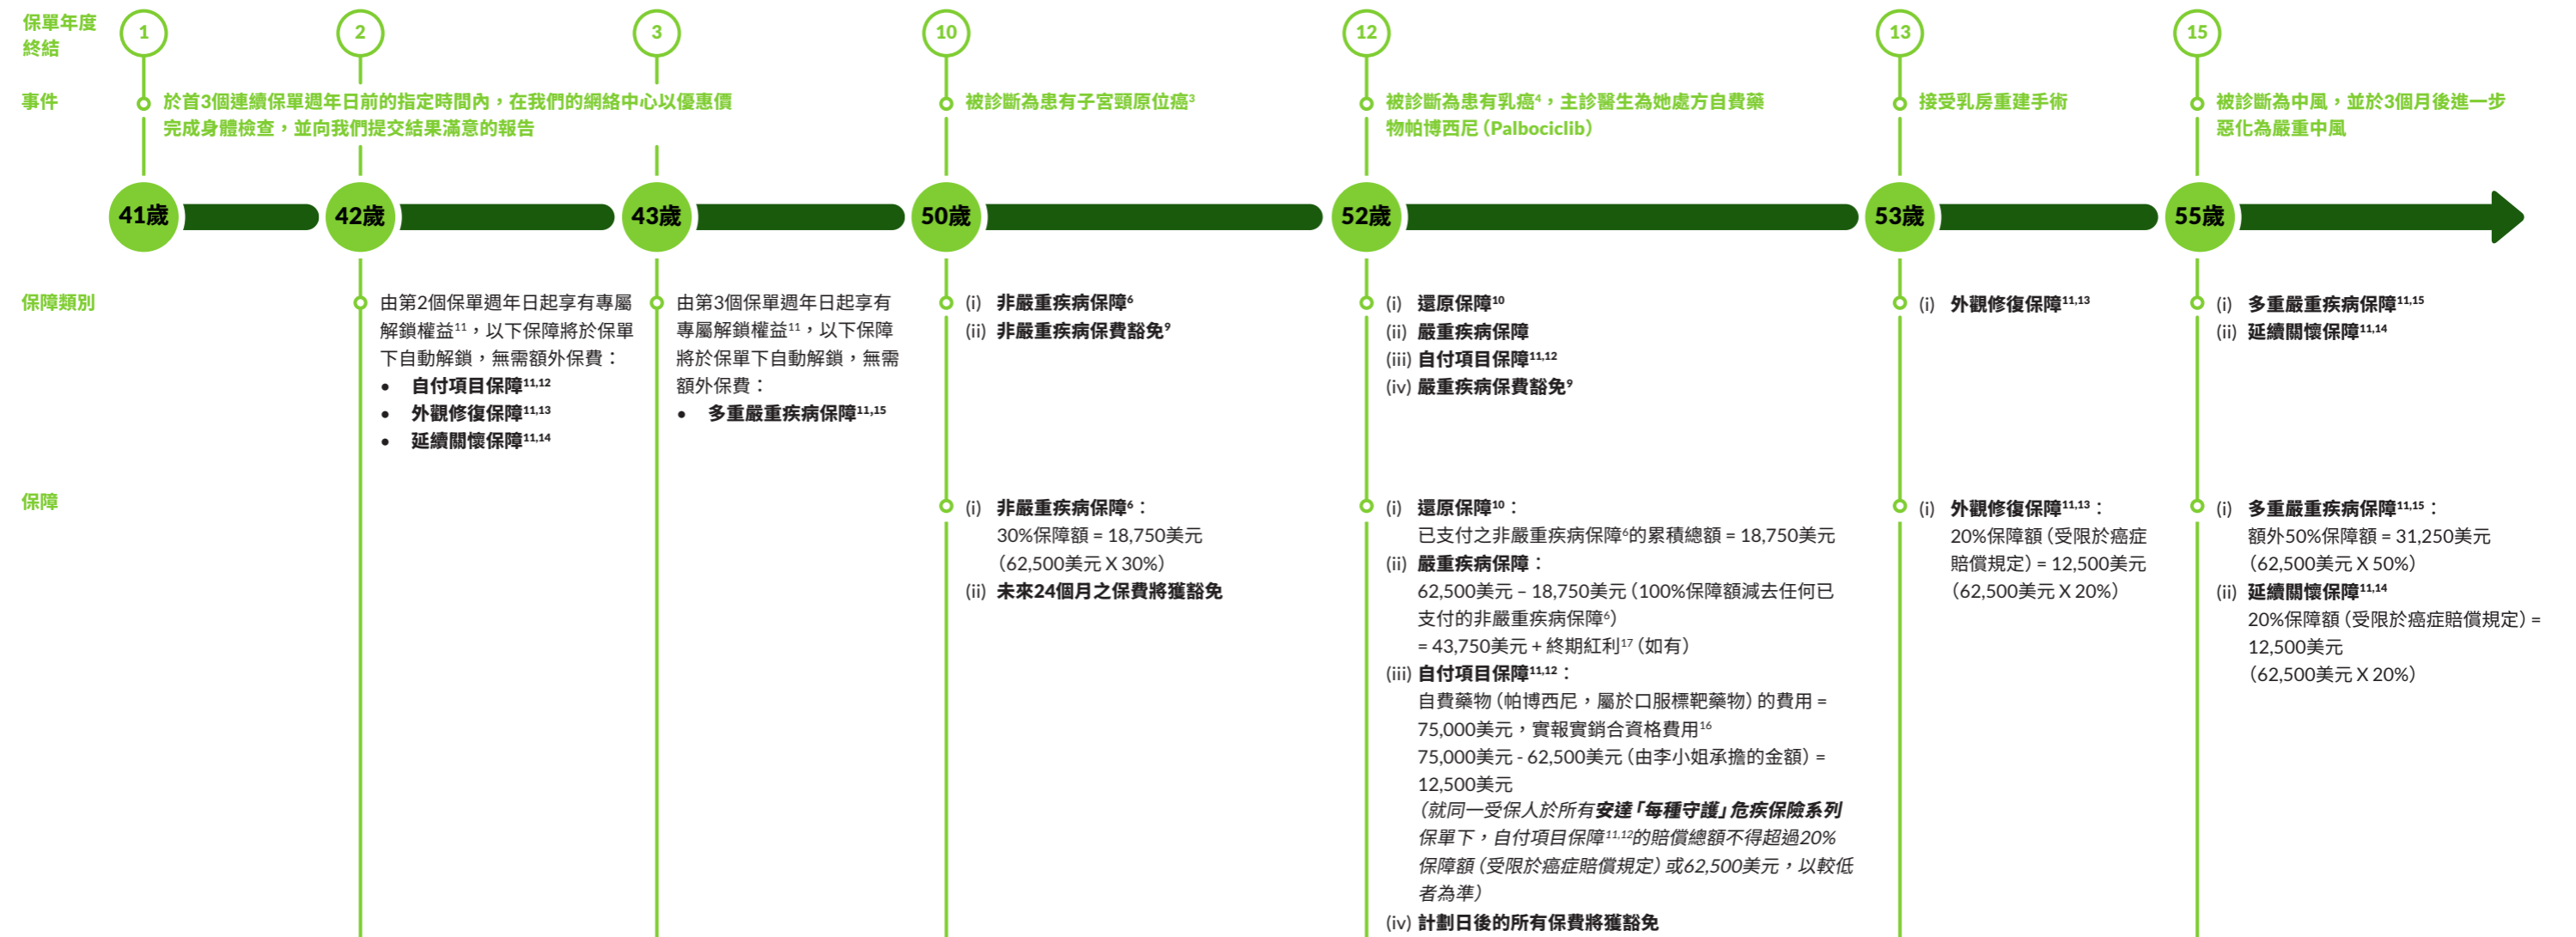 保單年度
終結
1
2
3
10
12
13
15
事件
於首3個連續保單週年日前的指定時間內，在我們的網絡中心以優惠價
完成身體檢查，並向我們提交結果滿意的報告
被診斷為患有子宮頸原位癌3
被診斷為患有乳癌4，主診醫生為她處方自費藥
物帕博西尼（Palbociclib）
接受乳房重建手術
被診斷為中風，並於3個月後進一步
惡化為嚴重中風
41歲
42歲
43歲
50歲
52歲
53歲
55歲
保障類別
由第2個保單週年日起享有專屬
解鎖權益11，以下保障將於保單
下自動解鎖，無需額外保費：
• 自付項目保障11,12
• 外觀修復保障11,13
• 延續關懷保障11,14
由第3個保單週年日起享有
專屬解鎖權益11，以下保障
將於保單下自動解鎖，無需
額外保費：
• 多重嚴重疾病保障11,15
(i) 非嚴重疾病保障6
(ii) 非嚴重疾病保費豁免9
(i) 還原保障10
(ii) 嚴重疾病保障
(iii) 自付項目保障11,12
(iv) 嚴重疾病保費豁免9
(i) 外觀修復保障11,13
(i) 多重嚴重疾病保障11,15
(ii) 延續關懷保障11,14
保障
(i) 非嚴重疾病保障6：
30%保障額 = 18,750美元
（62,500美元 X 30%）
(ii) 未來24個月之保費將獲豁免
(i) 還原保障10：
已支付之非嚴重疾病保障6的累積總額 = 18,750美元
(ii) 嚴重疾病保障：
62,500美元 – 18,750美元（100%保障額減去任何已
支付的非嚴重疾病保障6）
= 43,750美元 + 終期紅利17（如有）
(iii) 自付項目保障11,12：
自費藥物（帕博西尼，屬於口服標靶藥物）的費用 =
75,000美元，實報實銷合資格費用16
75,000美元 - 62,500美元（由李小姐承擔的金額）=
12,500美元
（就同一受保人於所有安達「每種守護」危疾保險系列
保單下，自付項目保障11,12的賠償總額不得超過20%
保障額（受限於癌症賠償規定）或62,500美元，以較低
者為準）
(iv) 計劃日後的所有保費將獲豁免
(i) 外觀修復保障11,13：
20%保障額（受限於癌症
賠償規定）= 12,500美元
（62,500美元 X 20%）
(i) 多重嚴重疾病保障11,15：
額外50%保障額 = 31,250美元
（62,500美元 X 50%）
(ii) 延續關懷保障11,14
20%保障額（受限於癌症賠償規定）=
12,500美元
（62,500美元 X 20%）